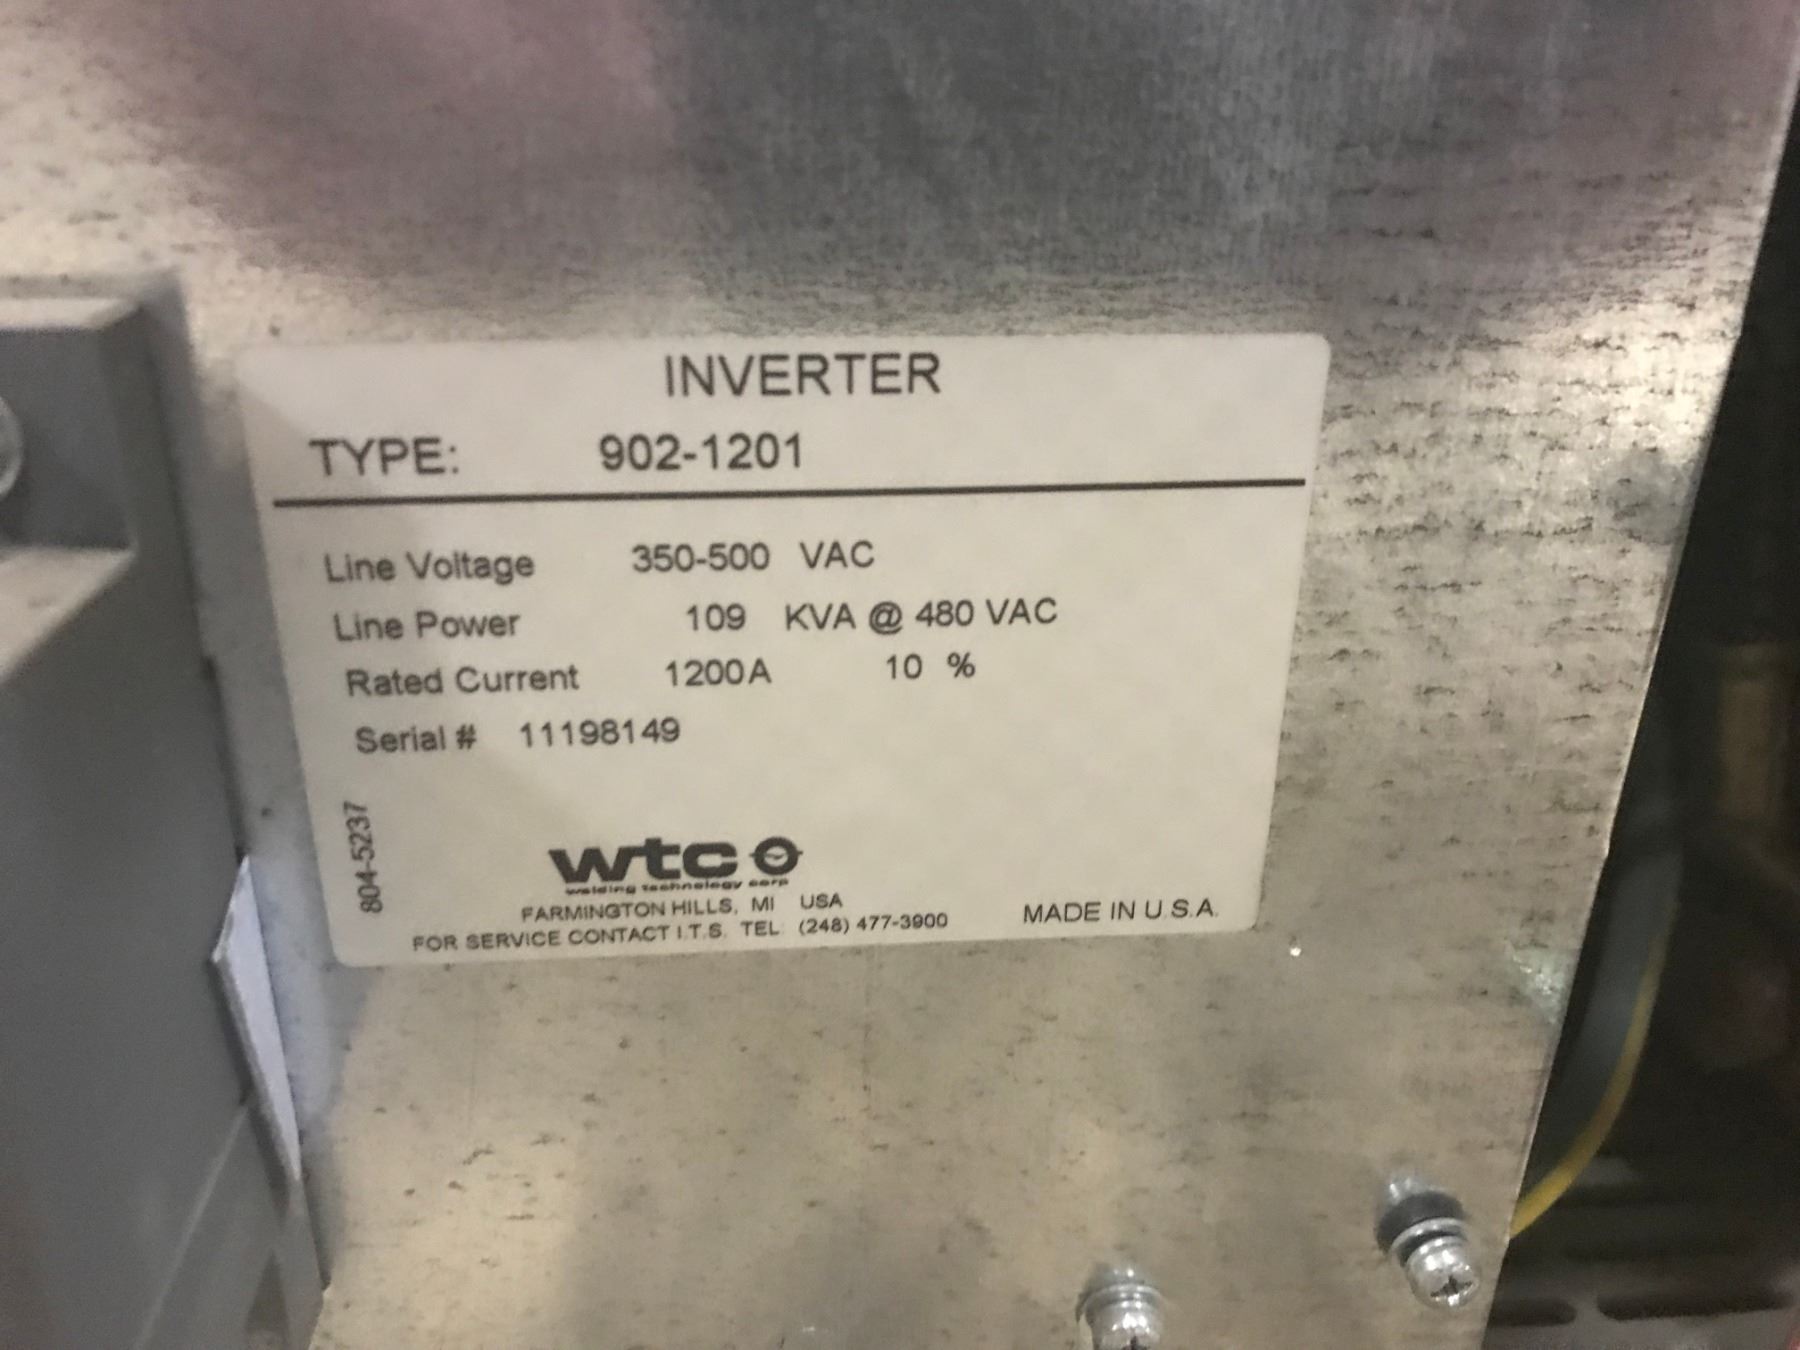 INVERTER
TYPE: 902-1201
Line Voltage 350-500 VAC
Line Power 109 KVA @ 480 VAC
Rated Current 1200A 10 %
Serial # 11198149
804-5237
wtc
welding technology corp
FARMINGTON HILLS, MI USA
FOR SERVICE CONTACT I.T.S. TEL (248) 477-3900
MADE IN U.S.A.